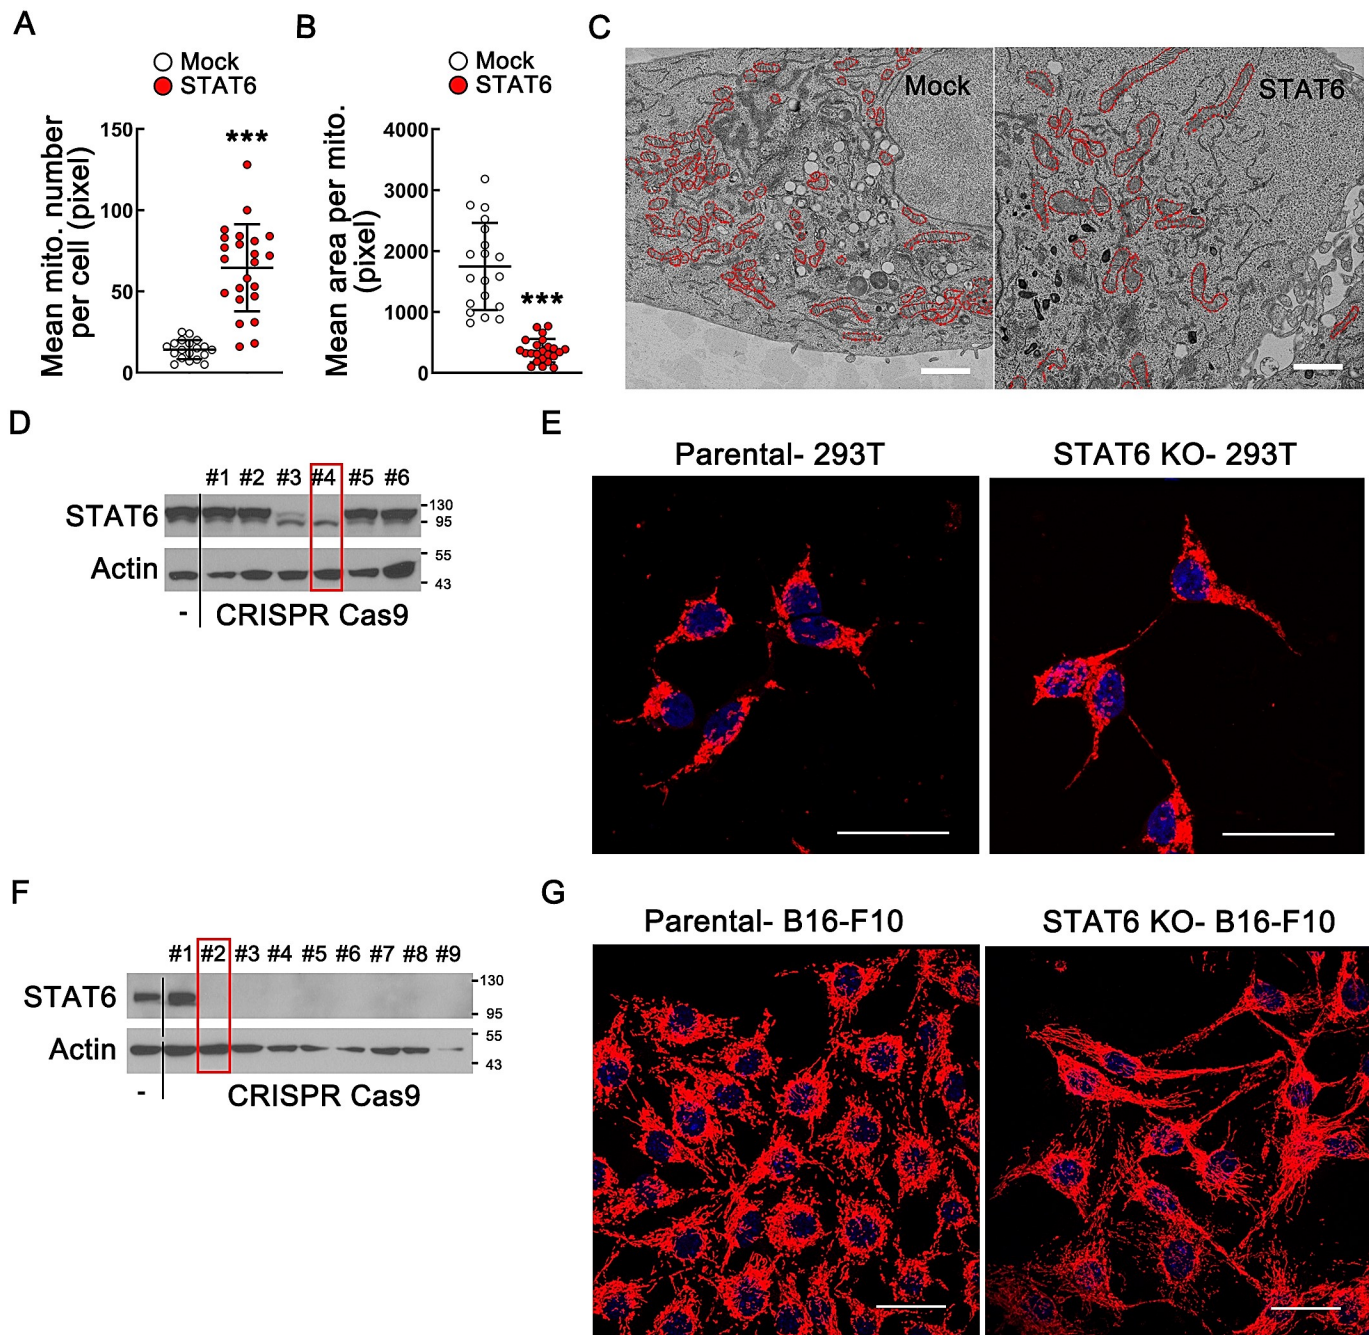 A
Mock
STAT6
Mean mito. number
per cell (pixel)
150
100
50
0
***
B
Mock
STAT6
Mean area per mito.
(pixel)
4000
3000
2000
1000
0
***
C
Mock
STAT6
D
#1 #2 #3 #4 #5 #6
STAT6
130
95
Actin
55
43
- CRISPR Cas9
E
Parental- 293T
STAT6 KO- 293T
F
#1 #2 #3 #4 #5 #6 #7 #8 #9
STAT6
130
95
Actin
55
43
- CRISPR Cas9
G
Parental- B16-F10
STAT6 KO- B16-F10